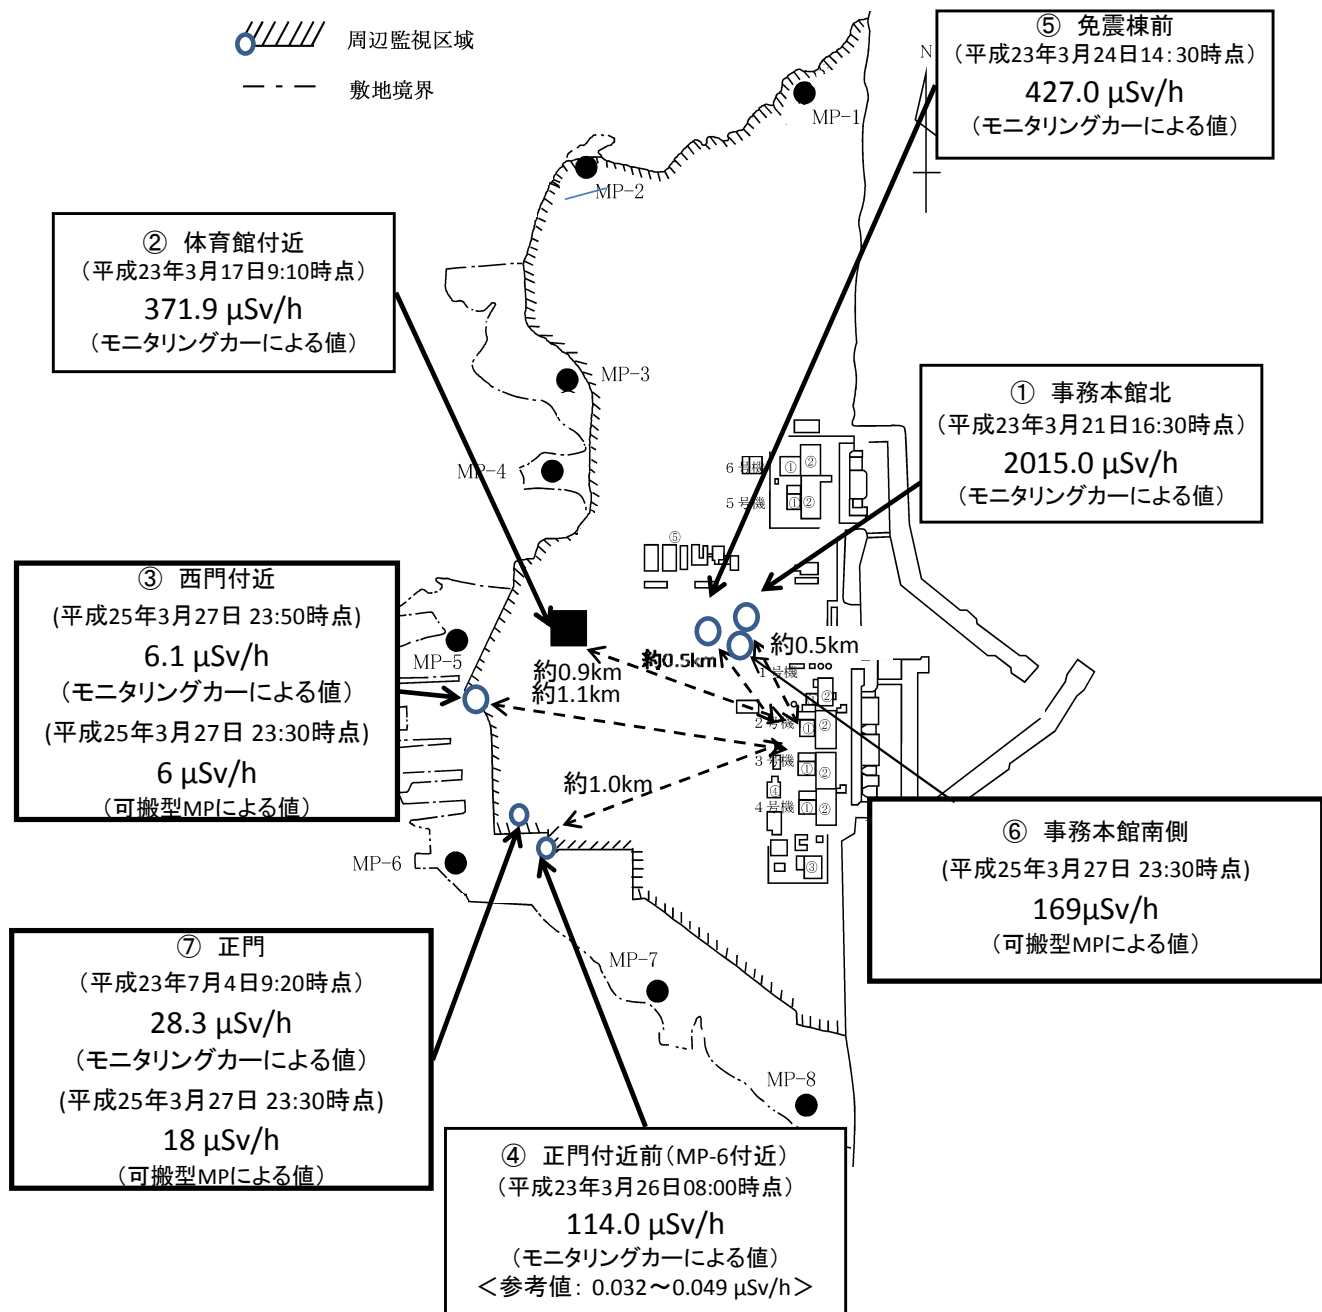 周辺監視区域
敷地境界
⑤ 免震棟前
(平成23年3月24日14:30時点)
427.0 μSv/h
(モニタリングカーによる値)
N
MP-1
MP-2
② 体育館付近
(平成23年3月17日9:10時点)
371.9 μSv/h
(モニタリングカーによる値)
MP-3
① 事務本館北
(平成23年3月21日16:30時点)
2015.0 μSv/h
(モニタリングカーによる値)
MP-4
6号機
① ②
5号機
① ②
⑤
③ 西門付近
(平成25年3月27日 23:50時点)
6.1 μSv/h
(モニタリングカーによる値)
(平成25年3月27日 23:30時点)
6 μSv/h
(可搬型MPによる値)
MP-5
約0.9km
約1.1km
約0.5km
約0.5km
1号機
②
2号機
① ②
3号機
① ②
④
4号機
① ②
③
約1.0km
MP-6
⑥ 事務本館南側
(平成25年3月27日 23:30時点)
169μSv/h
(可搬型MPによる値)
⑦ 正門
(平成23年7月4日9:20時点)
28.3 μSv/h
(モニタリングカーによる値)
(平成25年3月27日 23:30時点)
18 μSv/h
(可搬型MPによる値)
MP-7
MP-8
④ 正門付近前(MP-6付近)
(平成23年3月26日08:00時点)
114.0 μSv/h
(モニタリングカーによる値)
<参考値: 0.032~0.049 μSv/h>